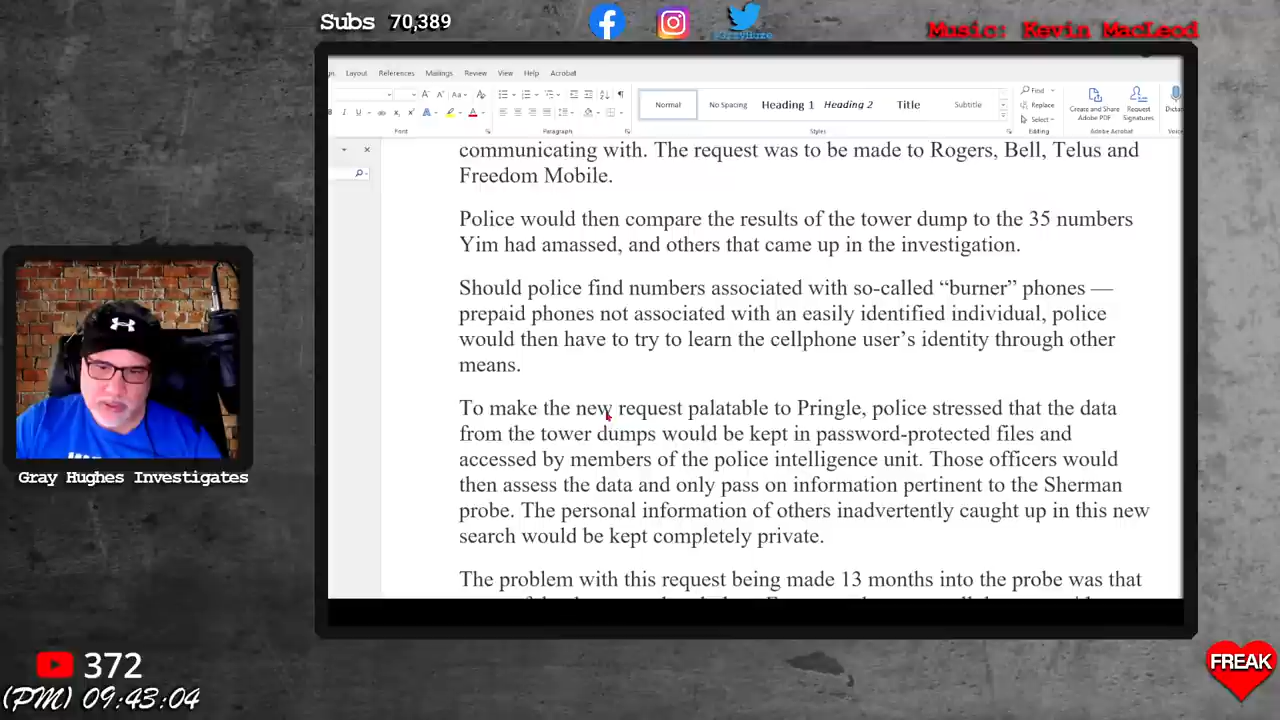 Subs 70,389
Music: Kevin MacLeod
Layout References Mailings Review View Help Acrobat
Normal No Spacing Heading 1 Heading 2 Title Subtitle
Find
Replace
Select
Create and Share
Adobe PDF
Request
Signatures
Font Paragraph Styles Editing Adobe Acrobat
communicating with. The request was to be made to Rogers, Bell, Telus and
Freedom Mobile.
Police would then compare the results of the tower dump to the 35 numbers
Yim had amassed, and others that came up in the investigation.
Should police find numbers associated with so-called “burner” phones —
prepaid phones not associated with an easily identified individual, police
would then have to try to learn the cellphone user’s identity through other
means.
To make the new request palatable to Pringle, police stressed that the data
from the tower dumps would be kept in password-protected files and
accessed by members of the police intelligence unit. Those officers would
then assess the data and only pass on information pertinent to the Sherman
probe. The personal information of others inadvertently caught up in this new
search would be kept completely private.
The problem with this request being made 13 months into the probe was that
Gray Hughes Investigates
372
(PM) 09:43:04
FREAK